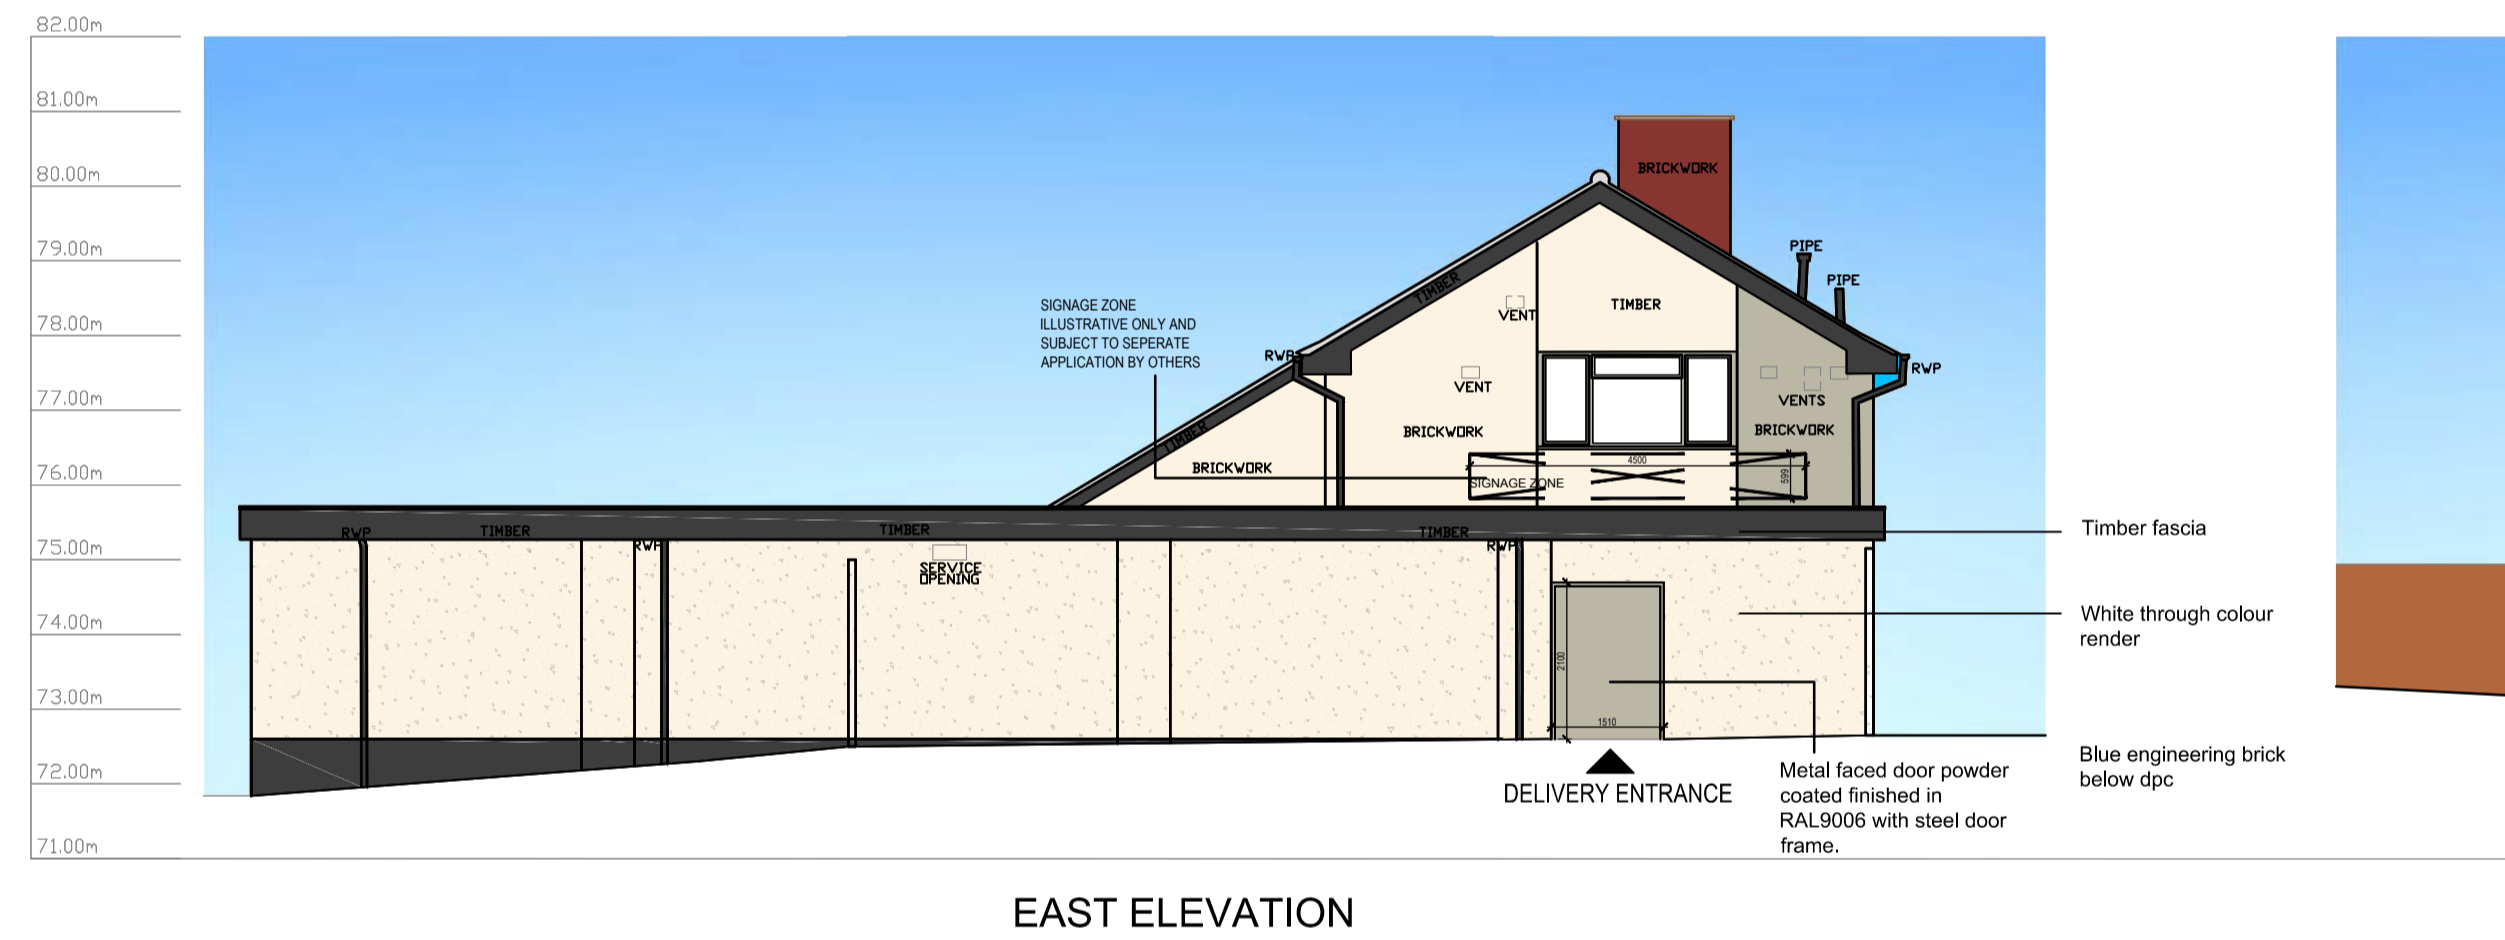 82.00m
81.00m
80.00m
79.00m
78.00m
77.00m
76.00m
75.00m
74.00m
73.00m
72.00m
71.00m
BRICKWORK
PIPE
PIPE
TIMBER
TIMBER
VENT
SIGNAGE ZONE
ILLUSTRATIVE ONLY AND
SUBJECT TO SEPERATE
APPLICATION BY OTHERS
RWP
RWP
VENT
VENTS
BRICKWORK
BRICKWORK
TIMBER
BRICKWORK
4500
599
SIGNAGE ZONE
RWP
TIMBER
RWP
TIMBER
TIMBER
RWP
SERVICE
OPENING
2100
1510
Timber fascia
White through colour
render
Blue engineering brick
below dpc
DELIVERY ENTRANCE
Metal faced door powder
coated finished in
RAL9006 with steel door
frame.
EAST ELEVATION